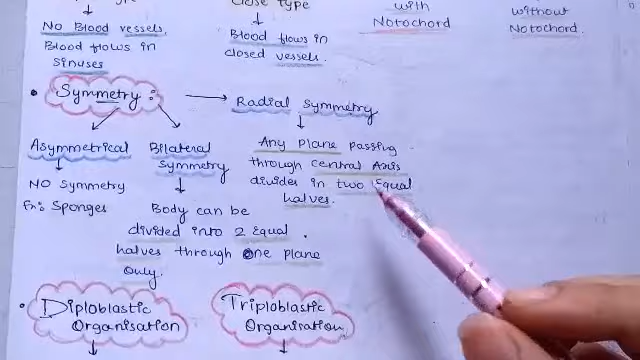 Close type
with
without
No Blood vessels.
Notochord
Notochord.
Blood flows in
Blood flows in
sinuses
closed vessels.
Symmetry :
Radial symmetry
Asymmetrical
Bilateral
symmetry
Any plane passing
through central Axis
divides in two Equal
halves.
NO Symmetry
Ex: Sponges
Body can be
divided into 2 Equal
halves through One plane
only.
Diploblastic
Organisation
Triploblastic
Organisation